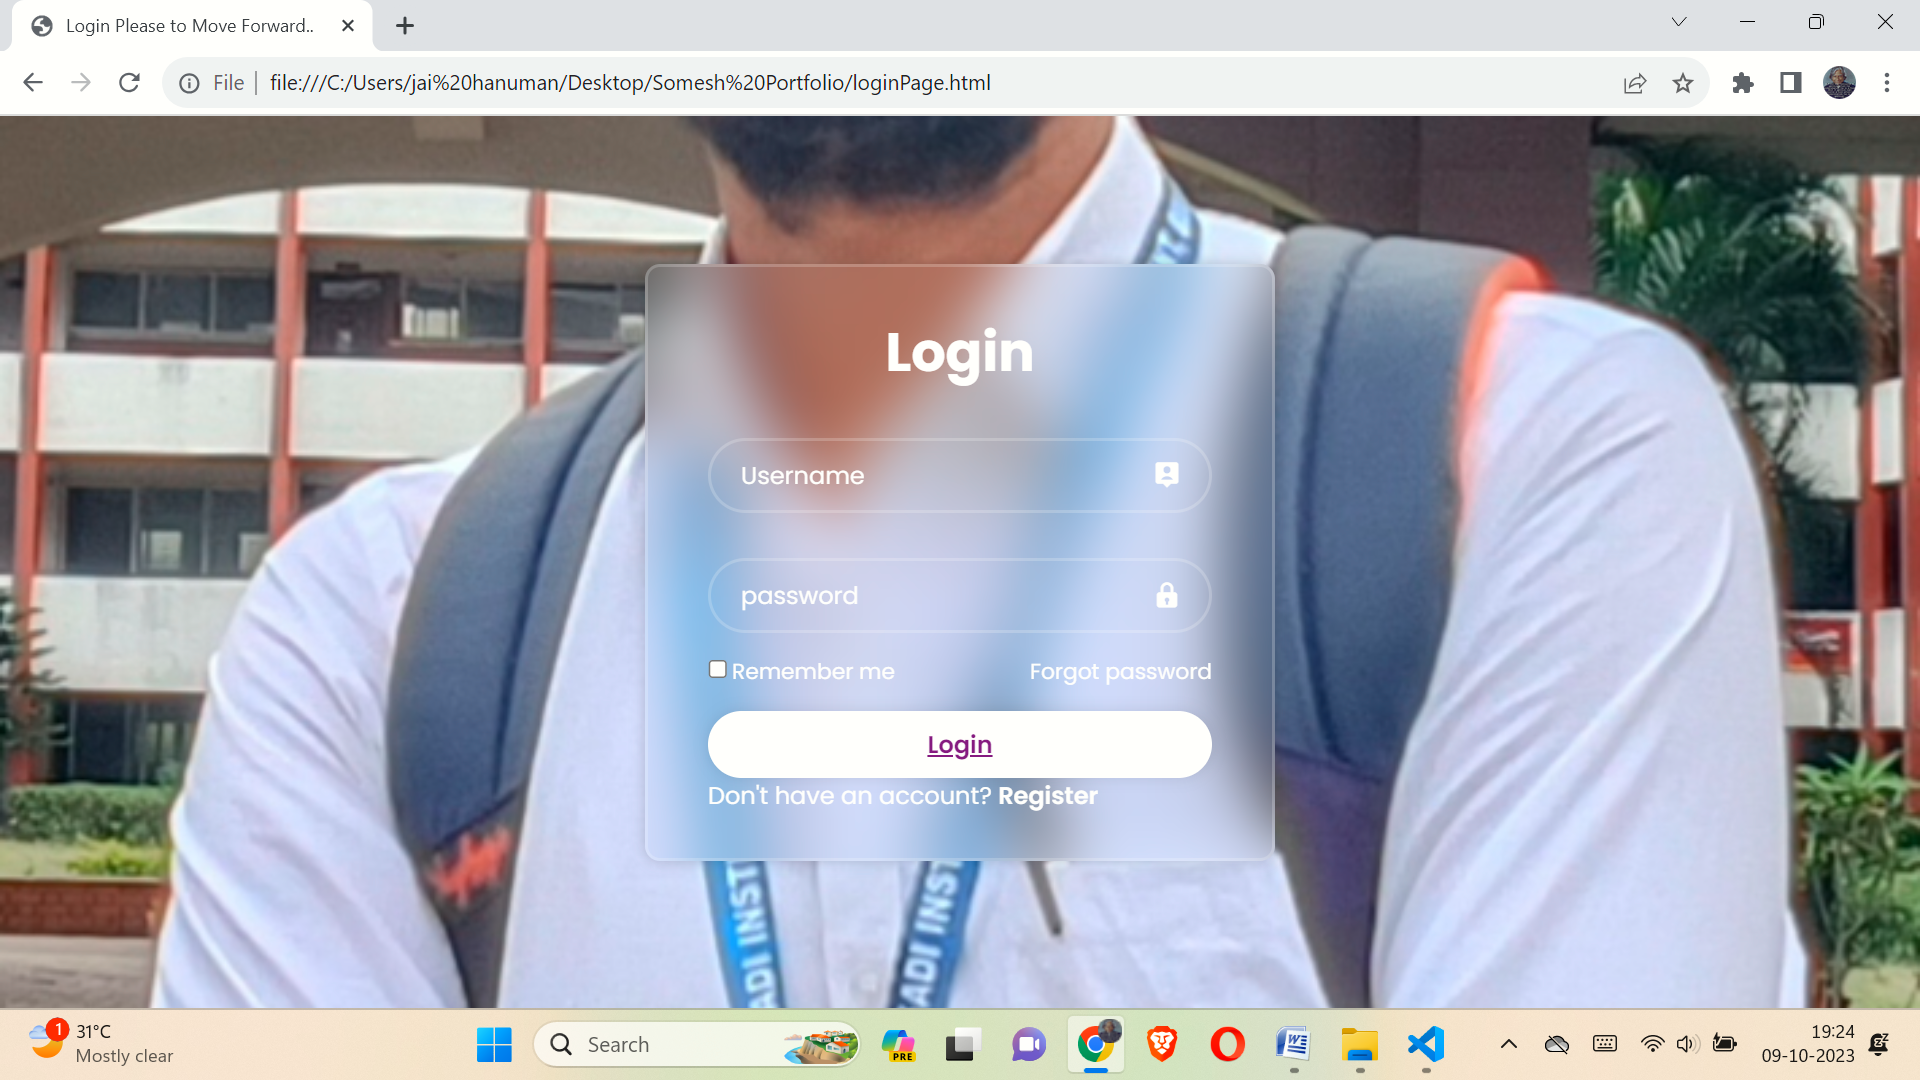 Login Please to Move Forward..
File
file:///C:/Users/jai%20hanuman/Desktop/Somesh%20Portfolio/loginPage.html
Login
Username
password
Remember me Forgot password
Login
Don't have an account? Register
ADI INST
ADI INST
1
31°C
Mostly clear
Search
PRE
W
19:24
09-10-2023